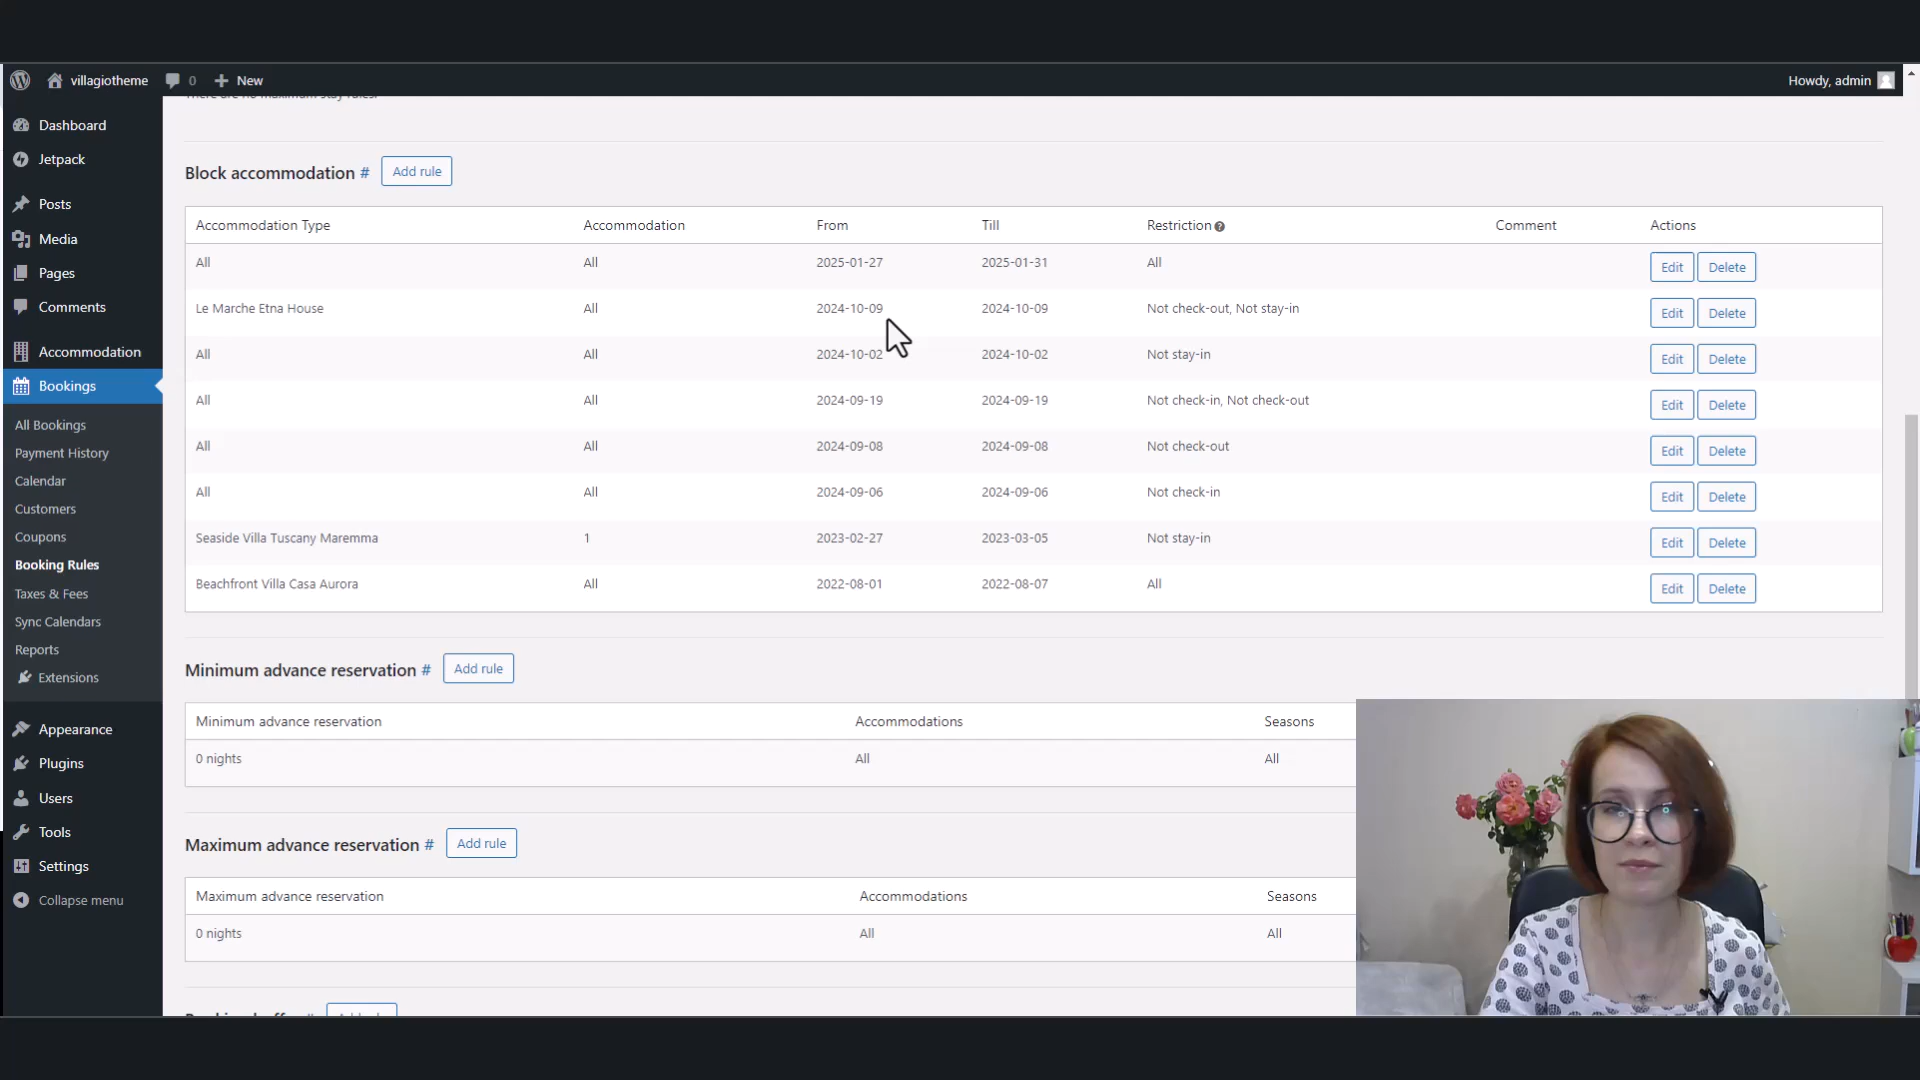 villagiotheme 0 New Howdy, admin
There are no maximum stay rules.
Dashboard
Jetpack
Posts
Media
Pages
Comments
Accommodation
Bookings
All Bookings
Payment History
Calendar
Customers
Coupons
Booking Rules
Taxes & Fees
Sync Calendars
Reports
Extensions
Appearance
Plugins
Users
Tools
Settings
Collapse menu
Block accommodation # Add rule
Accommodation Type Accommodation From Till Restriction Comment Actions
All All 2025-01-27 2025-01-31 All Edit Delete
Le Marche Etna House All 2024-10-09 2024-10-09 Not check-out, Not stay-in Edit Delete
All All 2024-10-02 2024-10-02 Not stay-in Edit Delete
All All 2024-09-19 2024-09-19 Not check-in, Not check-out Edit Delete
All All 2024-09-08 2024-09-08 Not check-out Edit Delete
All All 2024-09-06 2024-09-06 Not check-in Edit Delete
Seaside Villa Tuscany Maremma 1 2023-02-27 2023-03-05 Not stay-in Edit Delete
Beachfront Villa Casa Aurora All 2022-08-01 2022-08-07 All Edit Delete
Minimum advance reservation # Add rule
Minimum advance reservation Accommodations Seasons
0 nights All All
Maximum advance reservation # Add rule
Maximum advance reservation Accommodations Seasons
0 nights All All